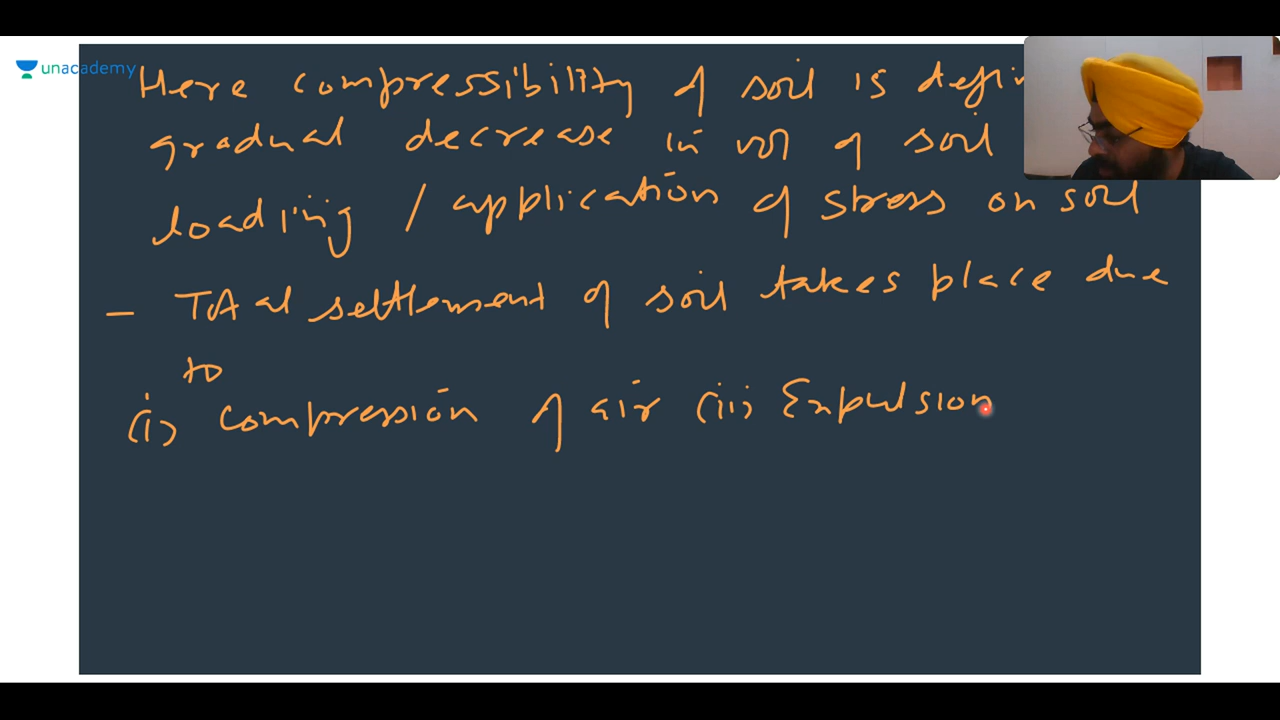 unacademy
Here compressibility of soil is defin
gradual decrease in vol of soil
loading / application of stress on soil
- Total settlement of soil takes place due
to
(i) compression of air (ii) Expulsion